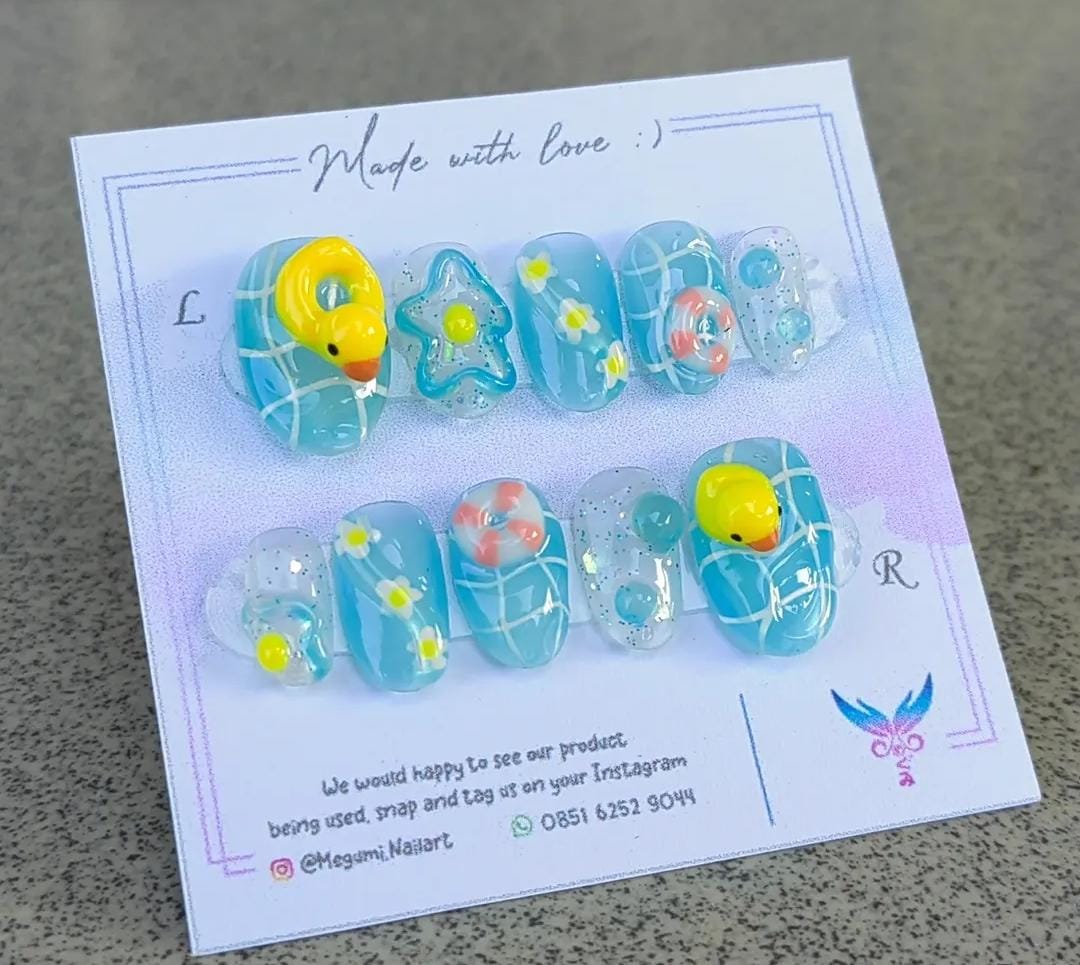 Made with love :)
L
R
We would happy to see our product
being used, snap and tag us on your Instagram
@Megumi.Nailart
0851 6252 9044